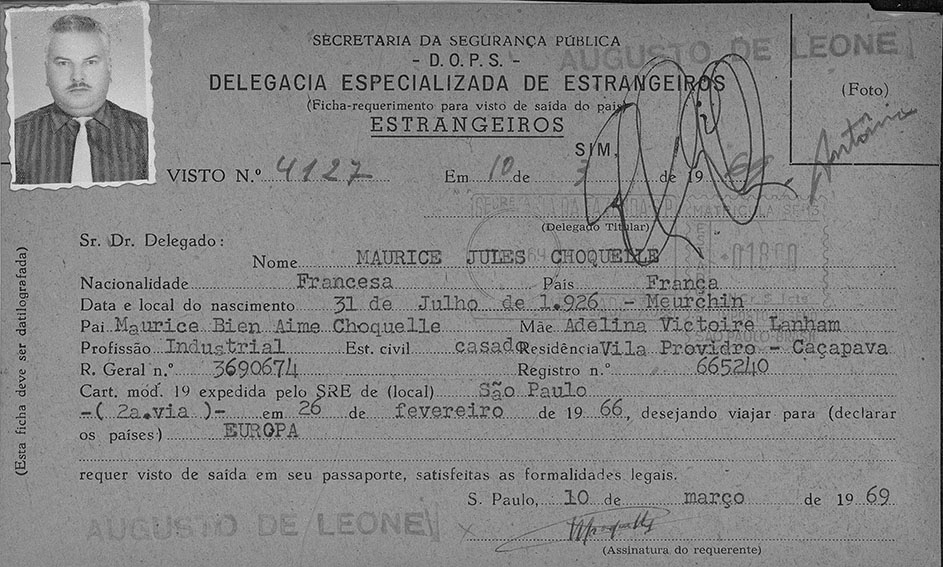 SECRETARIA DA SEGURANÇA PÚBLICA
AUGUSTO DE LEONE
- D.O.P.S. -
DELEGACIA ESPECIALIZADA DE ESTRANGEIROS
(Ficha-requerimento para visto de saída do país)
(Foto)
ESTRANGEIROS
Antônio
SIM,
VISTO N.º 4127 Em 10 de 3 de 1969
(Delegado Titular)
Sr. Dr. Delegado:
Nome MAURICE JULES CHOQUELLE
Nacionalidade Francesa País França
Data e local do nascimento 31 de Julho de 1.926 - Meurchin
Pai Maurice Bien Aime Choquelle Mãe Adelina Victoire Lanham
Profissão Industrial Est. civil casado Residência Vila Providro - Caçapava
R. Geral n.º 3690674 Registro n.º 665240
Cart. mod. 19 expedida pelo SRE de (local) São Paulo
-( 2a.via )- em 26 de fevereiro de 1966, desejando viajar para (declarar
os países) EUROPA
requer visto de saída em seu passaporte, satisfeitas as formalidades legais.
S. Paulo, 10 de março de 1969
AUGUSTO DE LEONE
(Assinatura do requerente)
(Esta ficha deve ser datilografada)